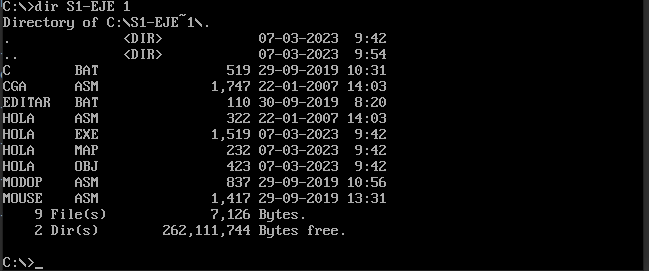 C:\>dir S1-EJE 1
Directory of C:\S1-EJE~1\.
.              <DIR>            07-03-2023  9:42
..             <DIR>            07-03-2023  9:54
C        BAT                519 29-09-2019 10:31
CGA      ASM              1,747 22-01-2007 14:03
EDITAR   BAT                110 30-09-2019  8:20
HOLA     ASM                322 22-01-2007 14:03
HOLA     EXE              1,519 07-03-2023  9:42
HOLA     MAP                232 07-03-2023  9:42
HOLA     OBJ                423 07-03-2023  9:42
MODOP    ASM                837 29-09-2019 10:56
MOUSE    ASM              1,417 29-09-2019 13:31
    9 File(s)             7,126 Bytes.
    2 Dir(s)        262,111,744 Bytes free.
C:\>_